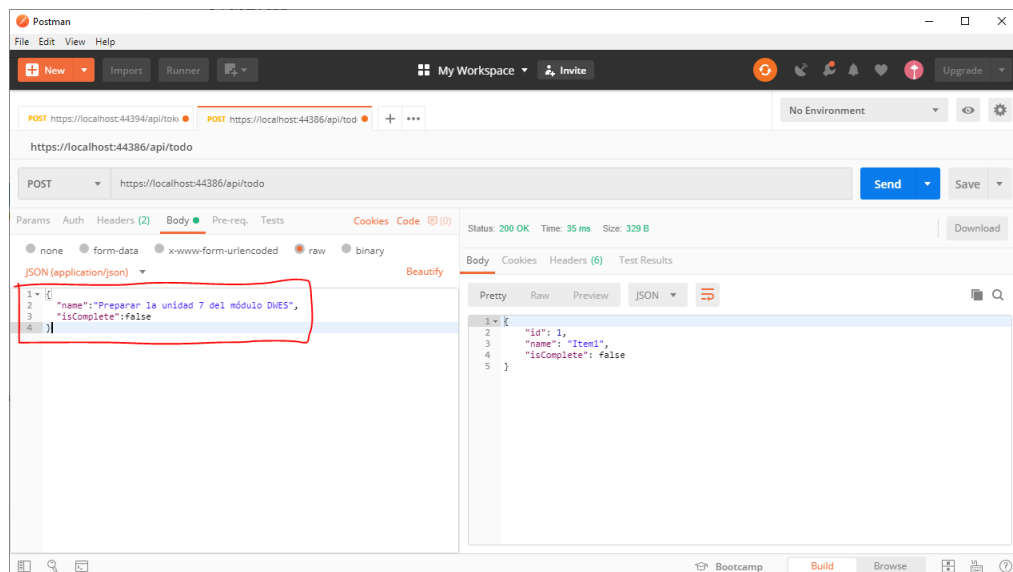 Postman
File Edit View Help
New Import Runner My Workspace Invite Upgrade
POST https://localhost:44394/api/tok POST https://localhost:44386/api/tod + ••• No Environment
https://localhost:44386/api/todo
POST https://localhost:44386/api/todo Send Save
Params Auth Headers (2) Body Pre-req. Tests Cookies Code (0)
none form-data x-www-form-urlencoded raw binary
JSON (application/json) Beautify
1 {
2 "name":"Preparar la unidad 7 del módulo DWES",
3 "isComplete":false
4 }
Status: 200 OK Time: 35 ms Size: 329 B Download
Body Cookies Headers (6) Test Results
Pretty Raw Preview JSON
1 {
2 "id": 1,
3 "name": "Item1",
4 "isComplete": false
5 }
Bootcamp Build Browse